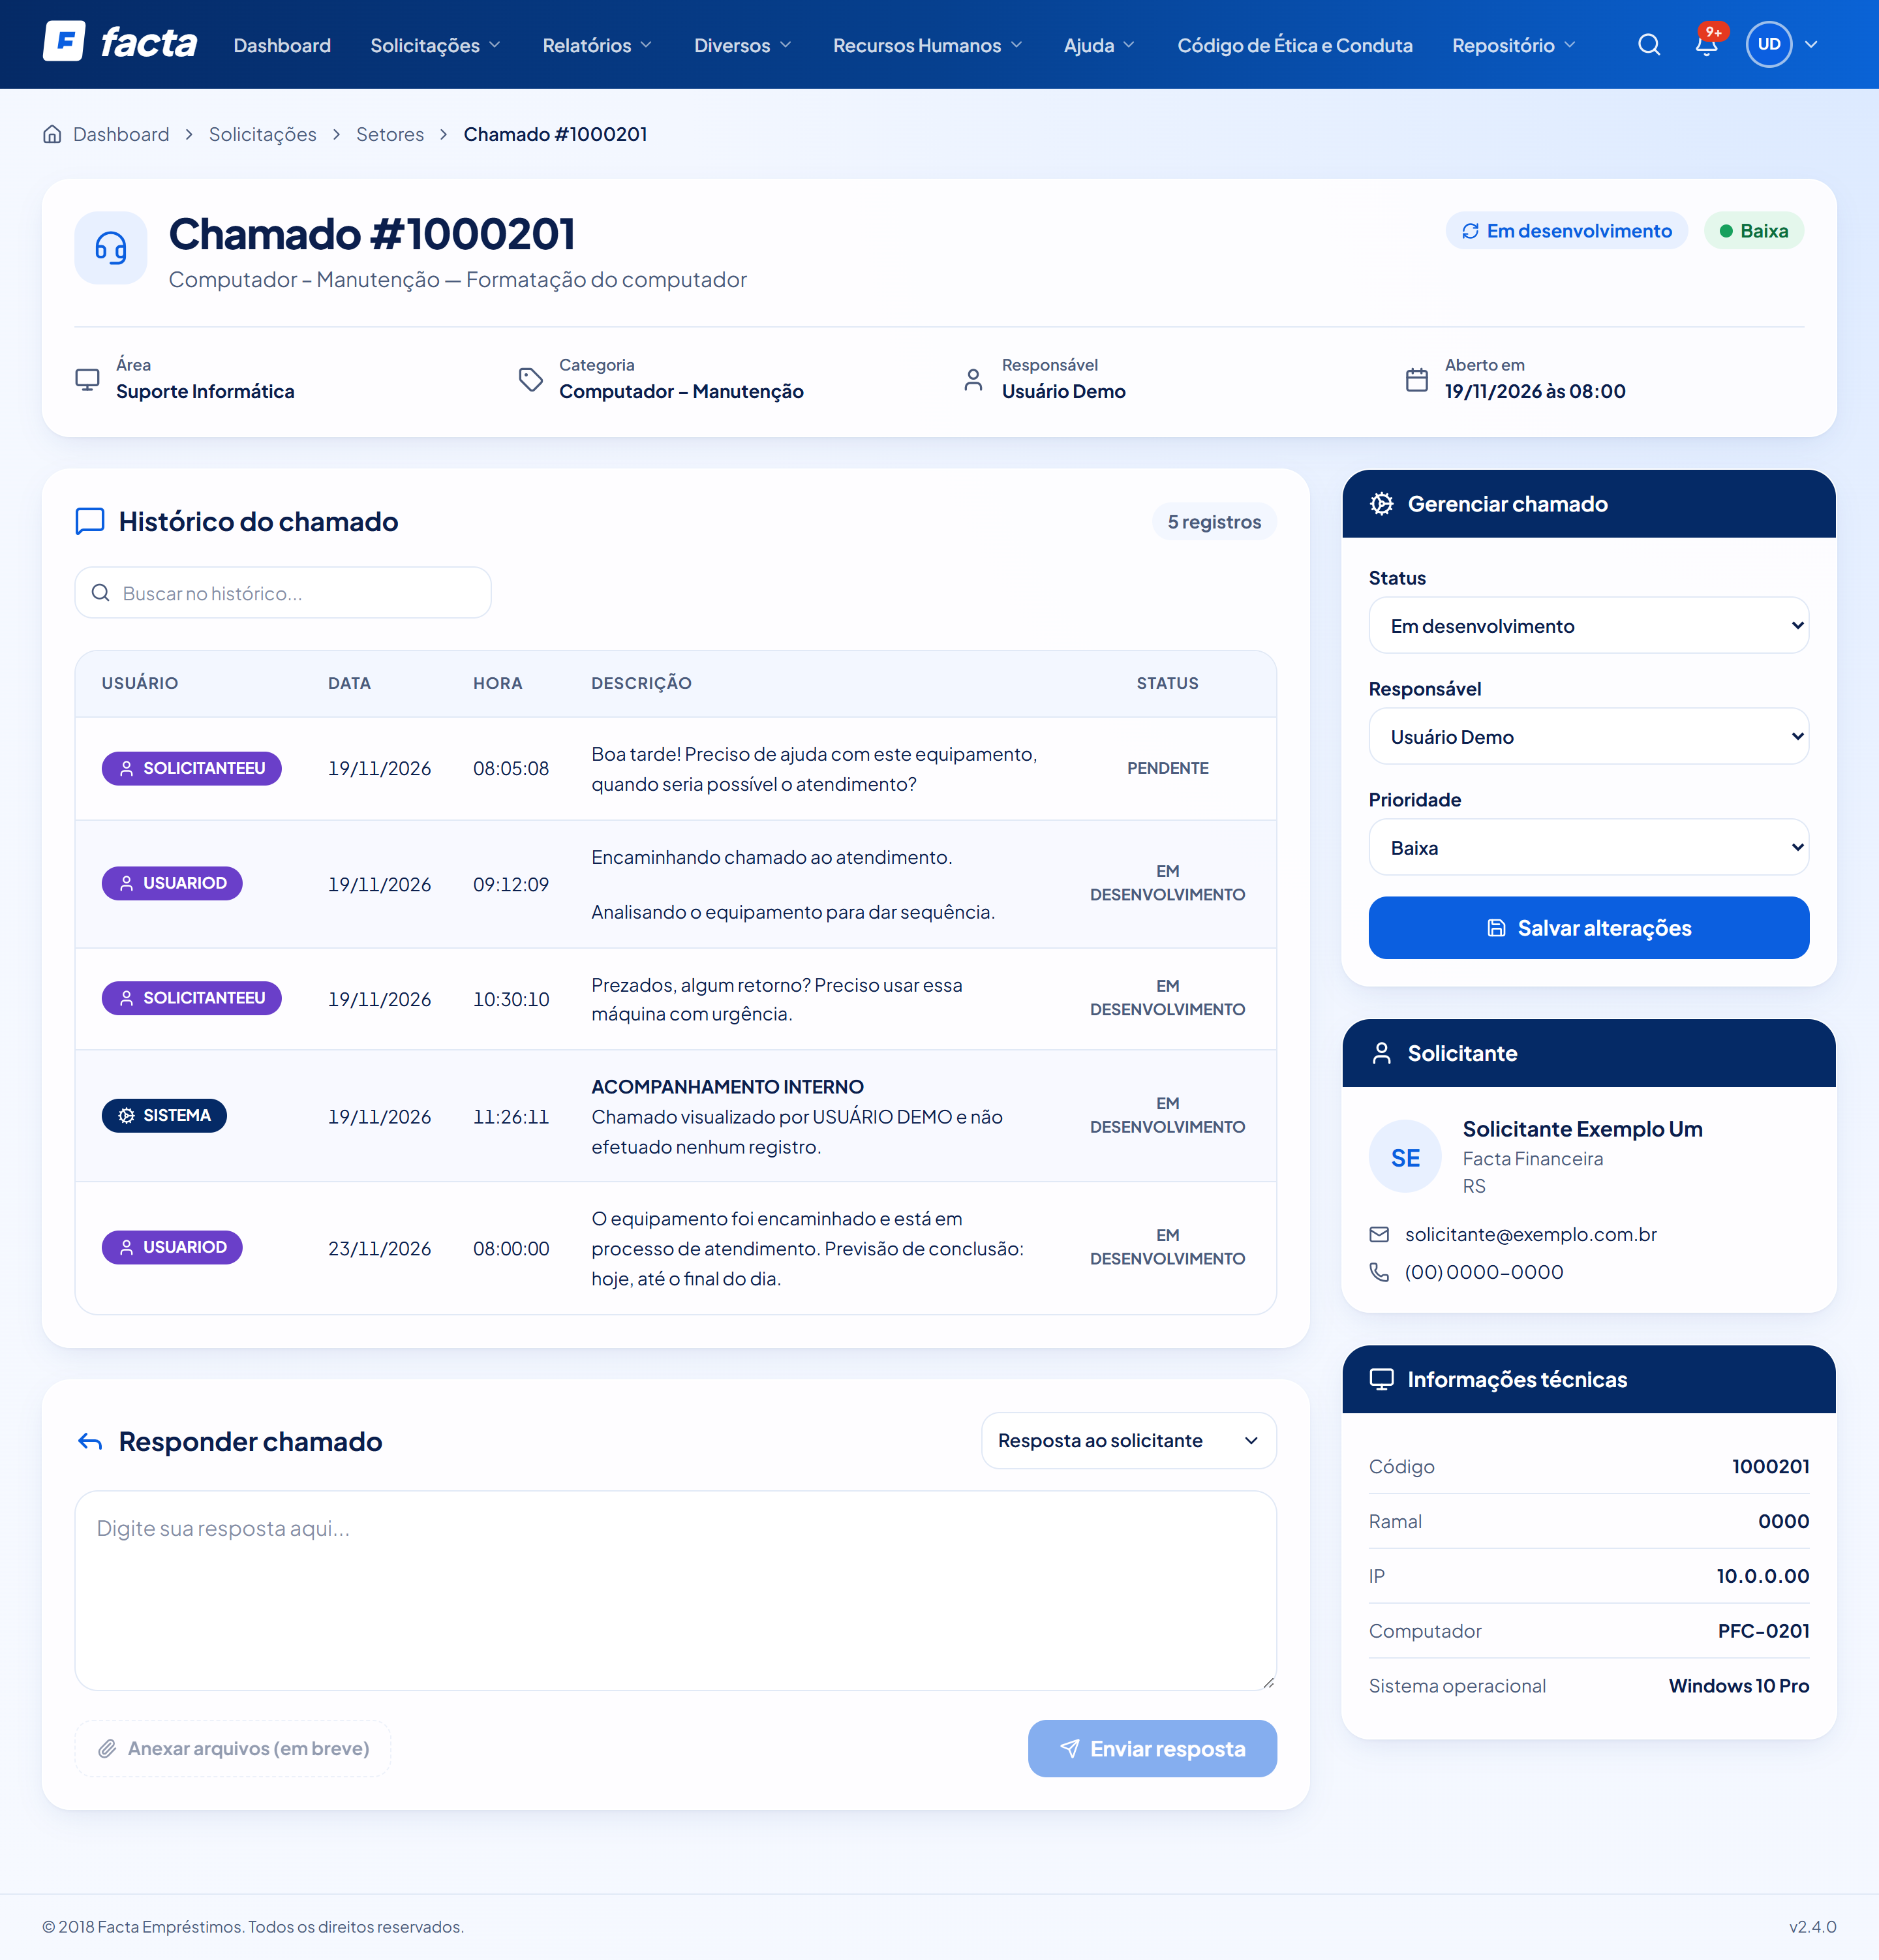 F facta Dashboard Solicitações Relatórios Diversos Recursos Humanos Ajuda Código de Ética e Conduta Repositório 9+ UD
Dashboard Solicitações Setores Chamado #1000201
Chamado #1000201
Em desenvolvimento Baixa
Computador – Manutenção — Formatação do computador
Área
Suporte Informática
Categoria
Computador – Manutenção
Responsável
Usuário Demo
Aberto em
19/11/2026 às 08:00
Histórico do chamado
5 registros
Buscar no histórico...
USUÁRIO DATA HORA DESCRIÇÃO STATUS
SOLICITANTEEU 19/11/2026 08:05:08
Boa tarde! Preciso de ajuda com este equipamento,
quando seria possível o atendimento?
PENDENTE
USUARIOD 19/11/2026 09:12:09
Encaminhando chamado ao atendimento.
Analisando o equipamento para dar sequência.
EM
DESENVOLVIMENTO
SOLICITANTEEU 19/11/2026 10:30:10
Prezados, algum retorno? Preciso usar essa
máquina com urgência.
EM
DESENVOLVIMENTO
SISTEMA 19/11/2026 11:26:11
ACOMPANHAMENTO INTERNO
Chamado visualizado por USUÁRIO DEMO e não
efetuado nenhum registro.
EM
DESENVOLVIMENTO
USUARIOD 23/11/2026 08:00:00
O equipamento foi encaminhado e está em
processo de atendimento. Previsão de conclusão:
hoje, até o final do dia.
EM
DESENVOLVIMENTO
Responder chamado
Resposta ao solicitante
Digite sua resposta aqui...
Anexar arquivos (em breve)
Enviar resposta
Gerenciar chamado
Status
Em desenvolvimento
Responsável
Usuário Demo
Prioridade
Baixa
Salvar alterações
Solicitante
SE
Solicitante Exemplo Um
Facta Financeira
RS
solicitante@exemplo.com.br
(00) 0000-0000
Informações técnicas
Código 1000201
Ramal 0000
IP 10.0.0.00
Computador PFC-0201
Sistema operacional Windows 10 Pro
© 2018 Facta Empréstimos. Todos os direitos reservados.
v2.4.0